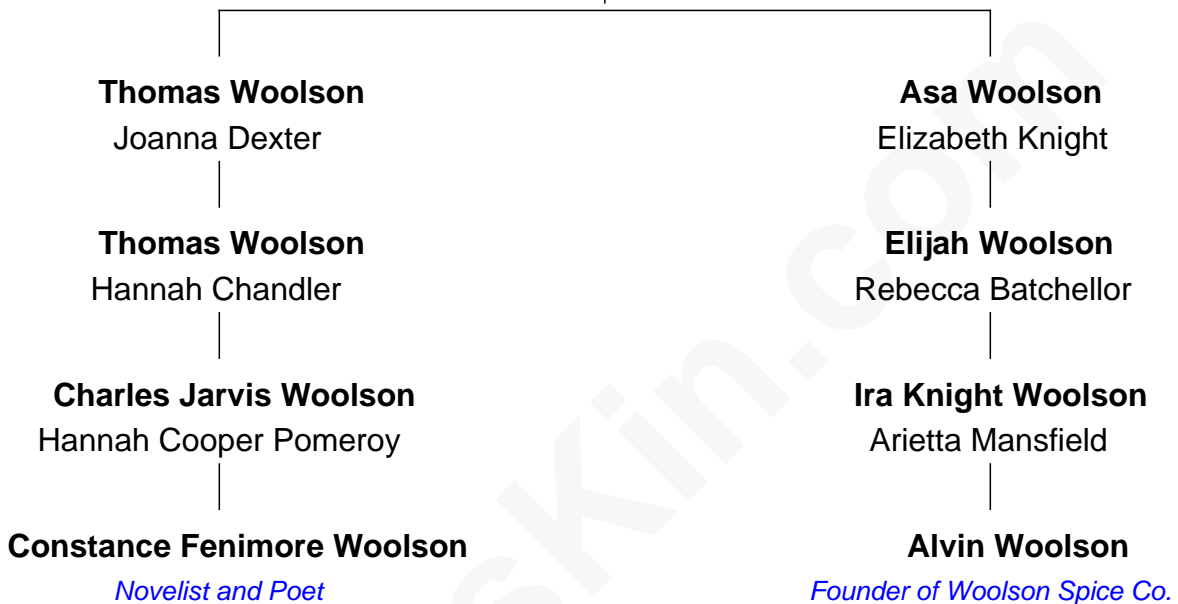 Thomas Woolson
Joanna Dexter
Thomas Woolson
Hannah Chandler
Charles Jarvis Woolson
Hannah Cooper Pomeroy
Constance Fenimore Woolson
Novelist and Poet
Asa Woolson
Elizabeth Knight
Elijah Woolson
Rebecca Batchellor
Ira Knight Woolson
Arietta Mansfield
Alvin Woolson
Founder of Woolson Spice Co.
sKin.com